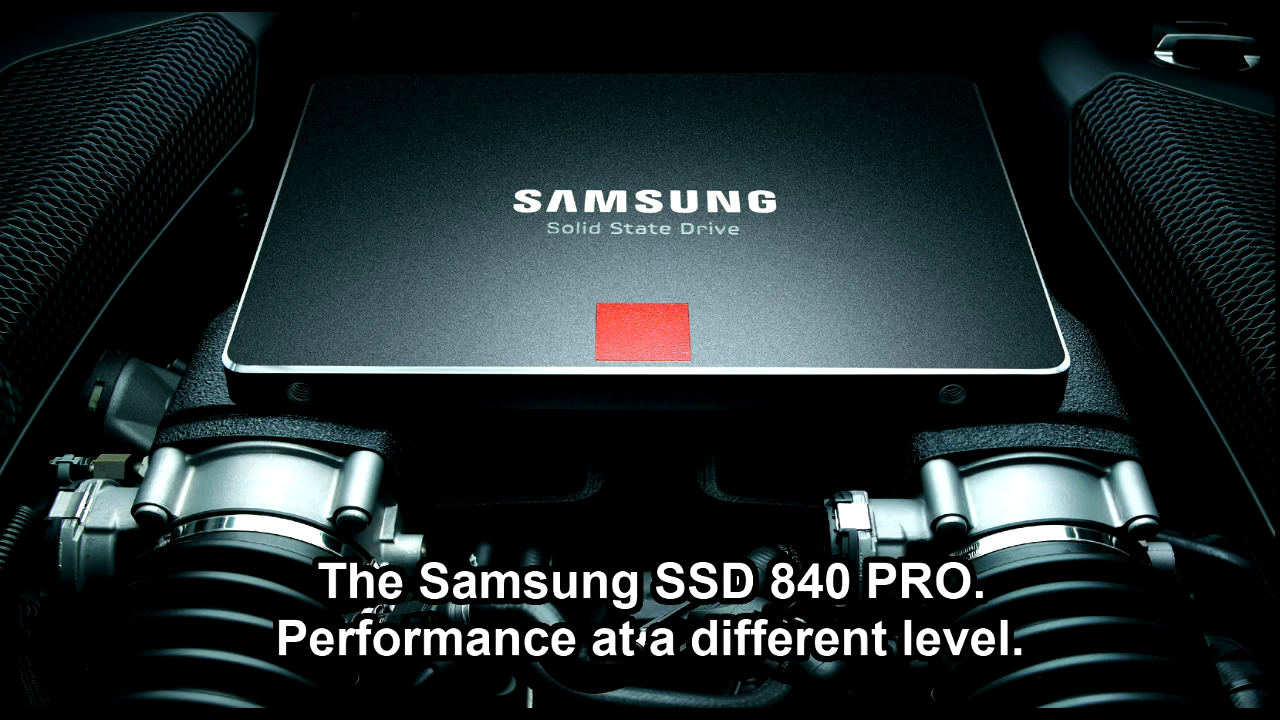 SAMSUNG
Solid State Drive
The Samsung SSD 840 PRO.
Performance at a different level.